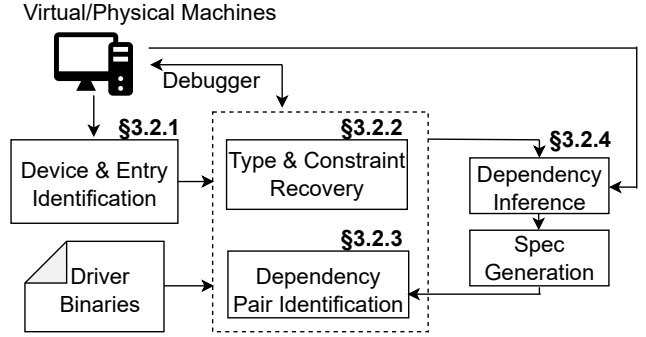 Virtual/Physical Machines
Debugger
§3.2.1
Device & Entry
Identification
§3.2.2
Type & Constraint
Recovery
§3.2.4
Dependency
Inference
Driver
Binaries
§3.2.3
Dependency
Pair Identification
Spec
Generation